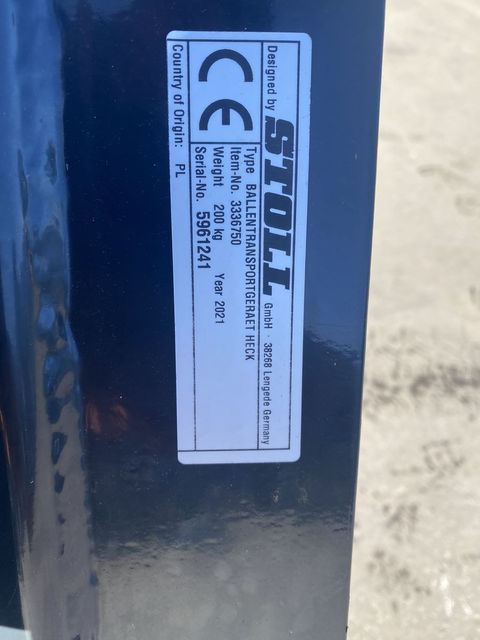 Designed by STOLL GmbH · 38268 Lengede Germany
Type BALLENTRANSPORTGERAET HECK
Item-No. 3336750
Weight 200 kg Year 2021
Serial-No. 5961241
CE
Country of Origin: PL